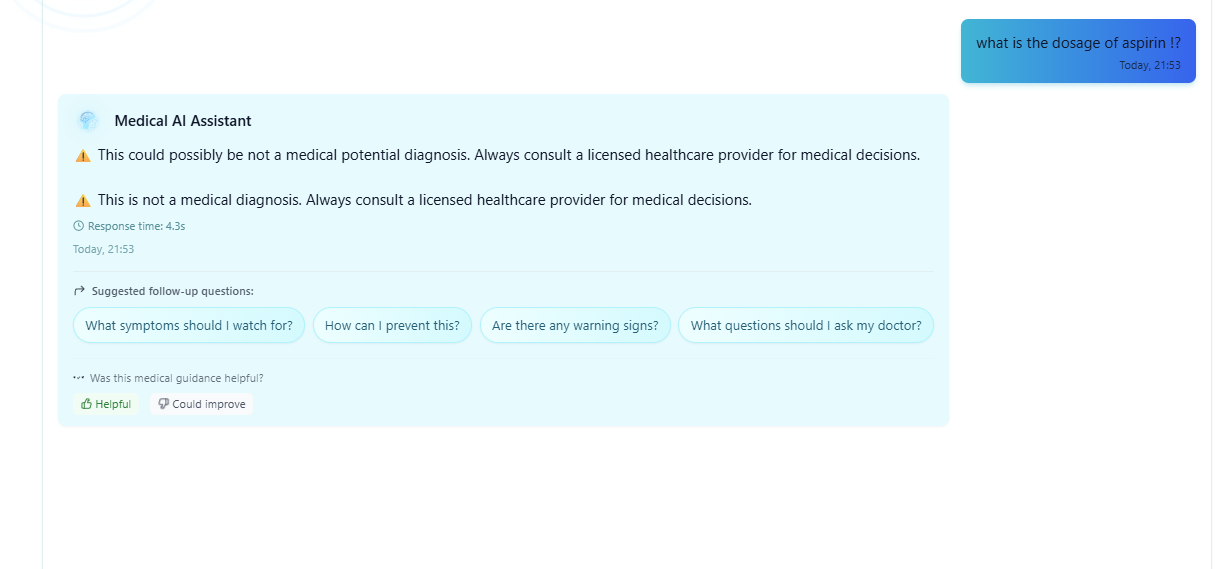 what is the dosage of aspirin !?
Today, 21:53
Medical AI Assistant
⚠️ This could possibly be not a medical potential diagnosis. Always consult a licensed healthcare provider for medical decisions.
⚠️ This is not a medical diagnosis. Always consult a licensed healthcare provider for medical decisions.
Response time: 4.3s
Today, 21:53
Suggested follow-up questions:
What symptoms should I watch for? How can I prevent this? Are there any warning signs? What questions should I ask my doctor?
Was this medical guidance helpful?
Helpful Could improve